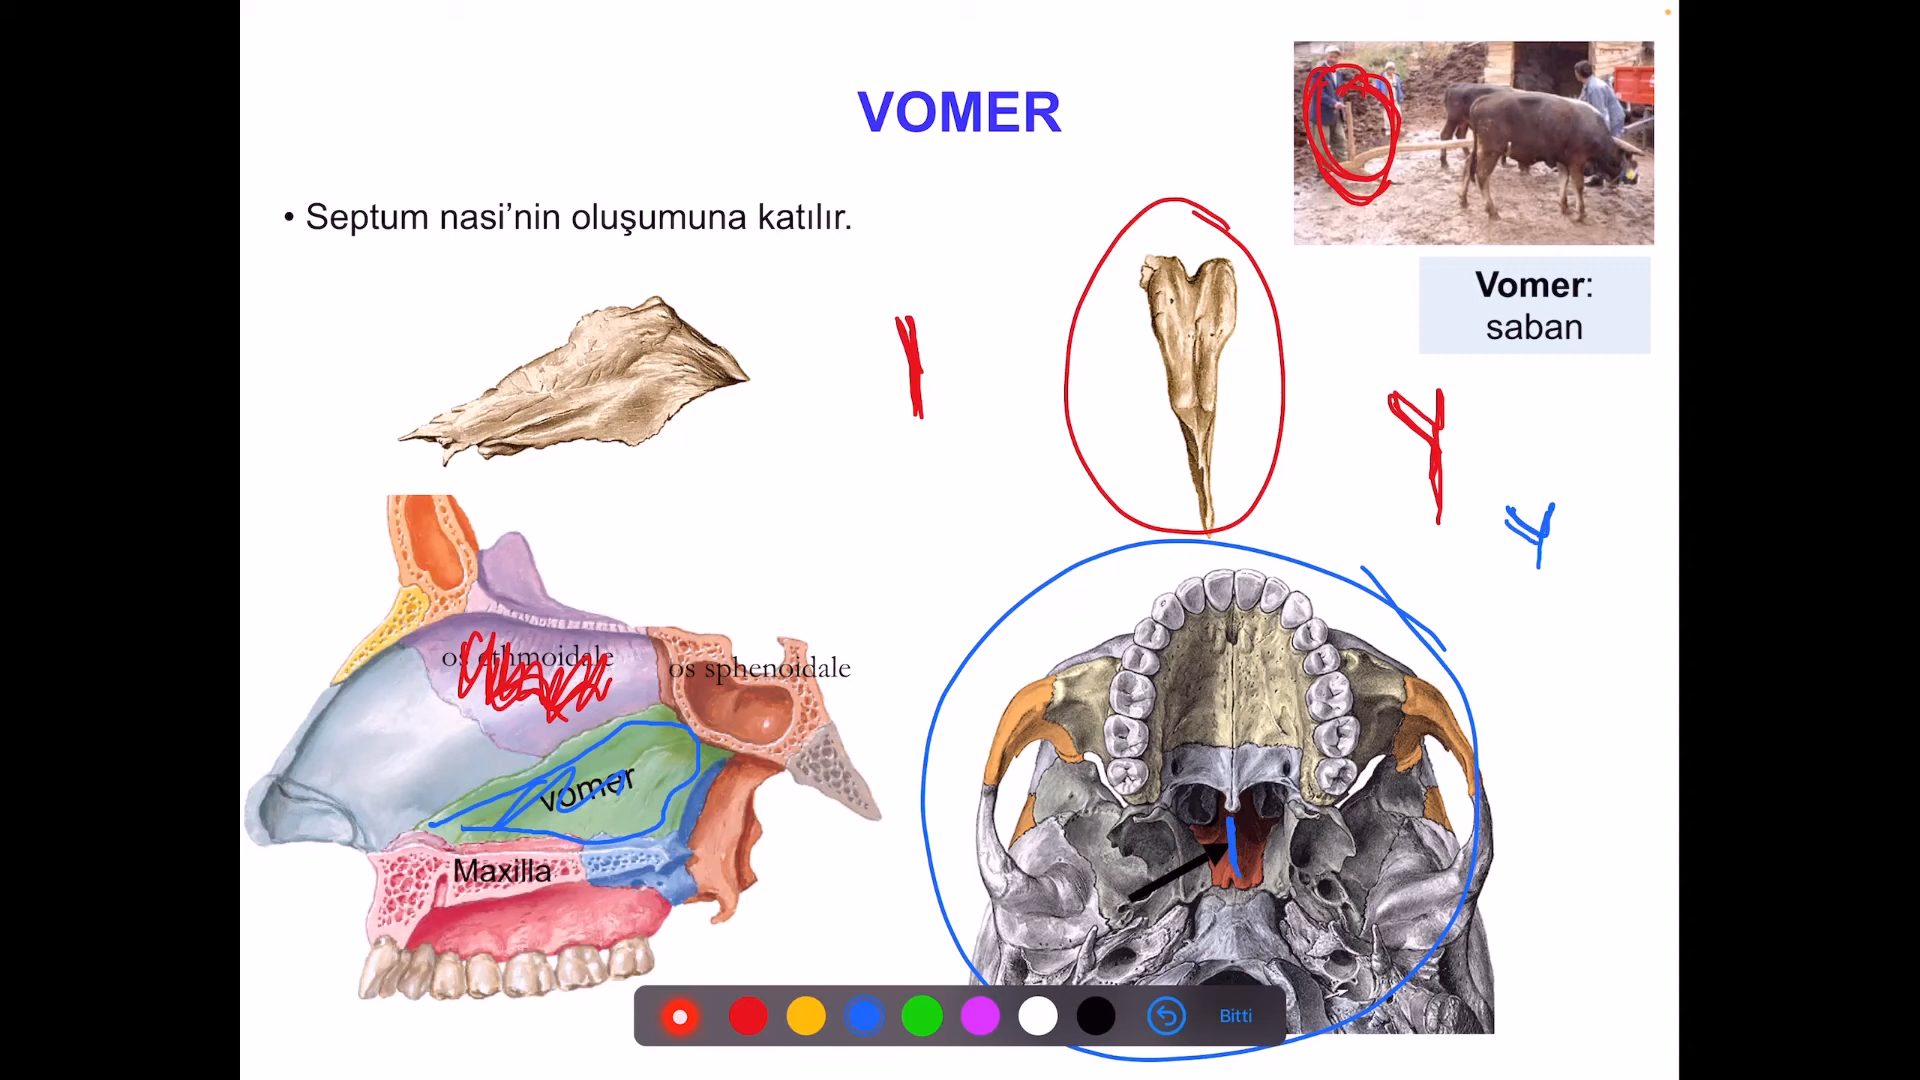 VOMER
• Septum nasi’nin oluşumuna katılır.
Vomer:
saban
os ethmoidale
os sphenoidale
vomer
Maxilla
Bitti